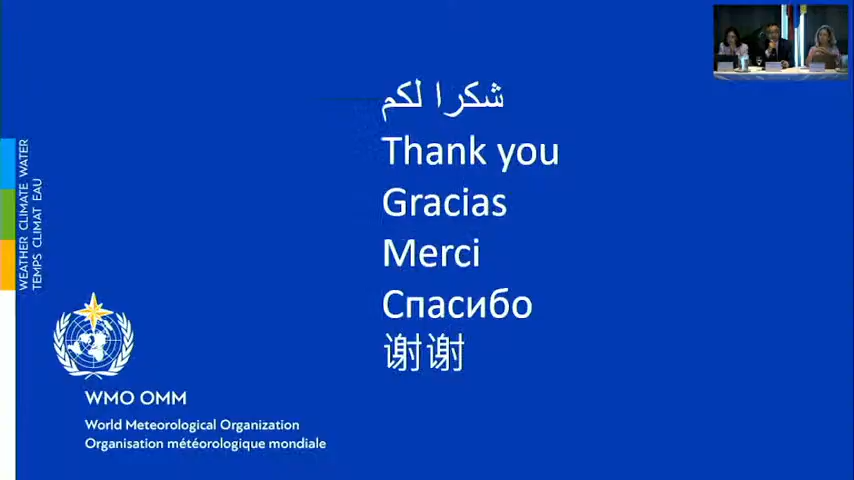 شكرا لكم
Thank you
Gracias
Merci
Спасибо
谢谢
WEATHER CLIMATE WATER
TEMPS CLIMAT EAU
WMO OMM
World Meteorological Organization
Organisation météorologique mondiale